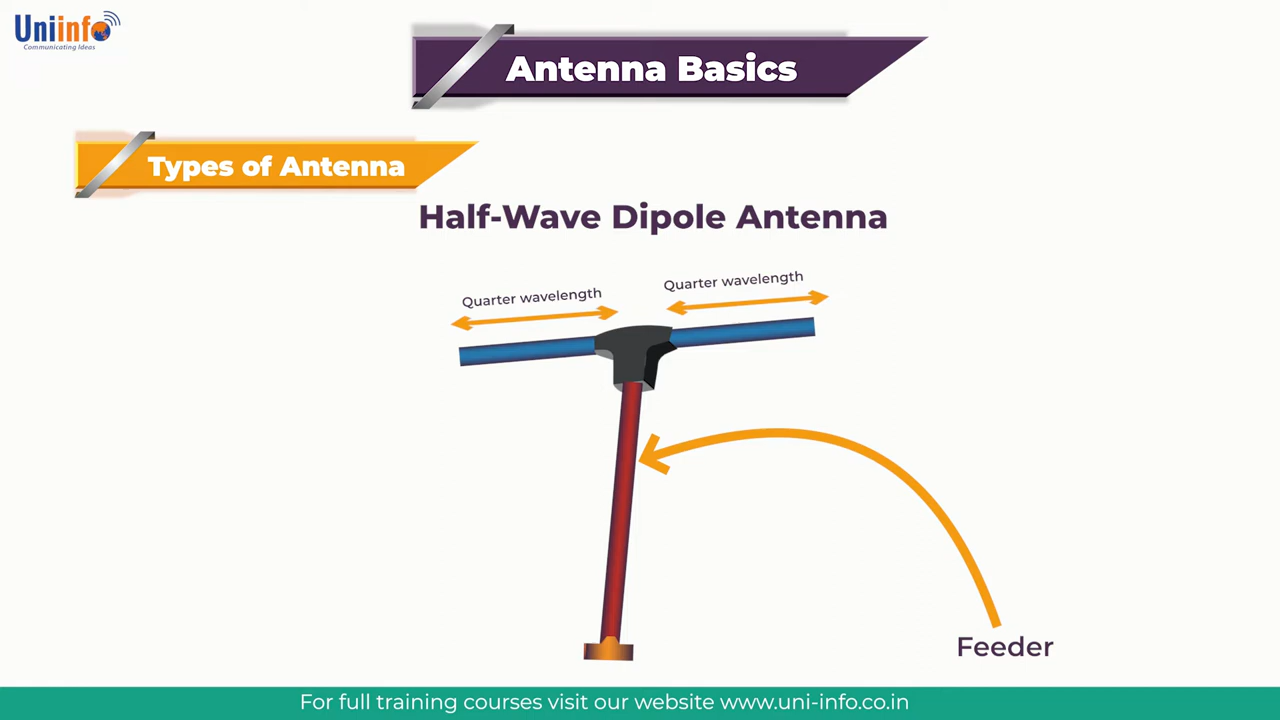 Uniinfo
Communicating Ideas
Antenna Basics
Types of Antenna
Half-Wave Dipole Antenna
Quarter wavelength
Quarter wavelength
Feeder
For full training courses visit our website www.uni-info.co.in